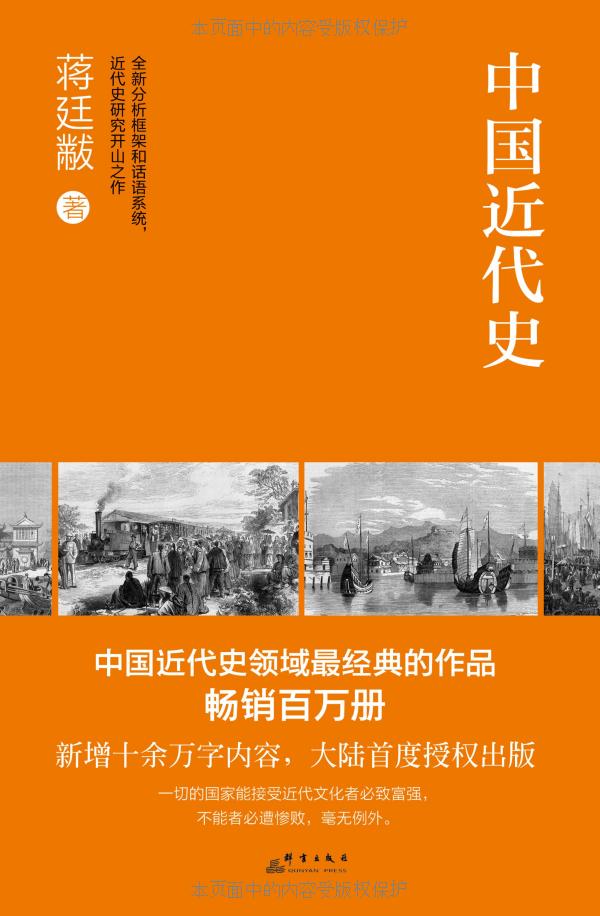 本页面中的内容受版权保护
中国近代史
全新分析框架和话语系统，
近代史研究开山之作
蒋廷黻
著
中国近代史领域最经典的作品
畅销百万册
新增十余万字内容，大陆首度授权出版
一切的国家能接受近代文化者必致富强，
不能者必遭惨败，毫无例外。
群言出版社
QUNYAN PRESS
本页面中的内容受版权保护